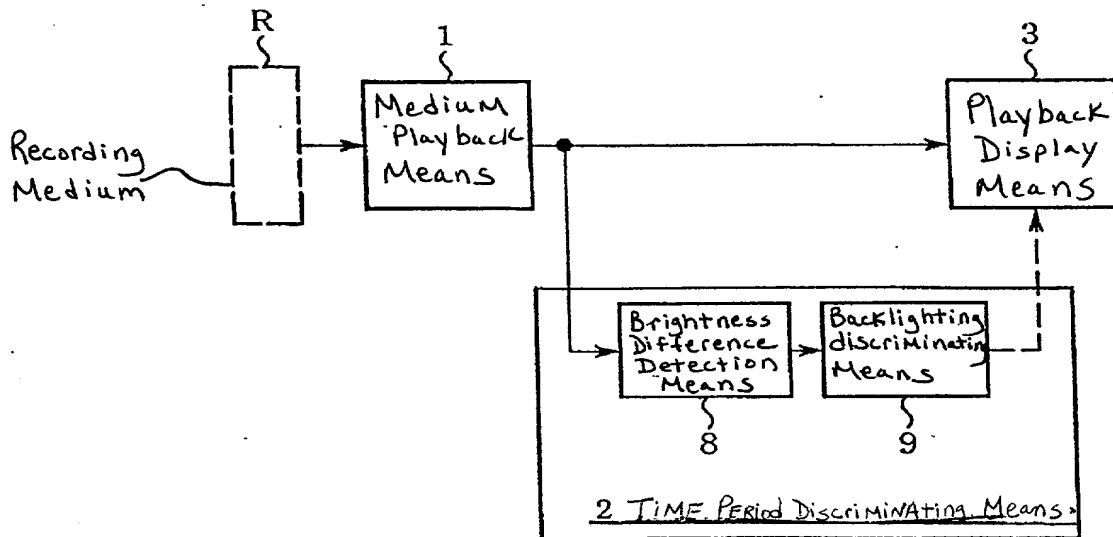 R
1
3
Recording
Medium
Medium
Playback
Means
Playback
Display
Means
Brightness
Difference
Detection
Means
Backlighting
discriminating
Means
8
9
2 TIME PERiod DiscriMiNAting Means